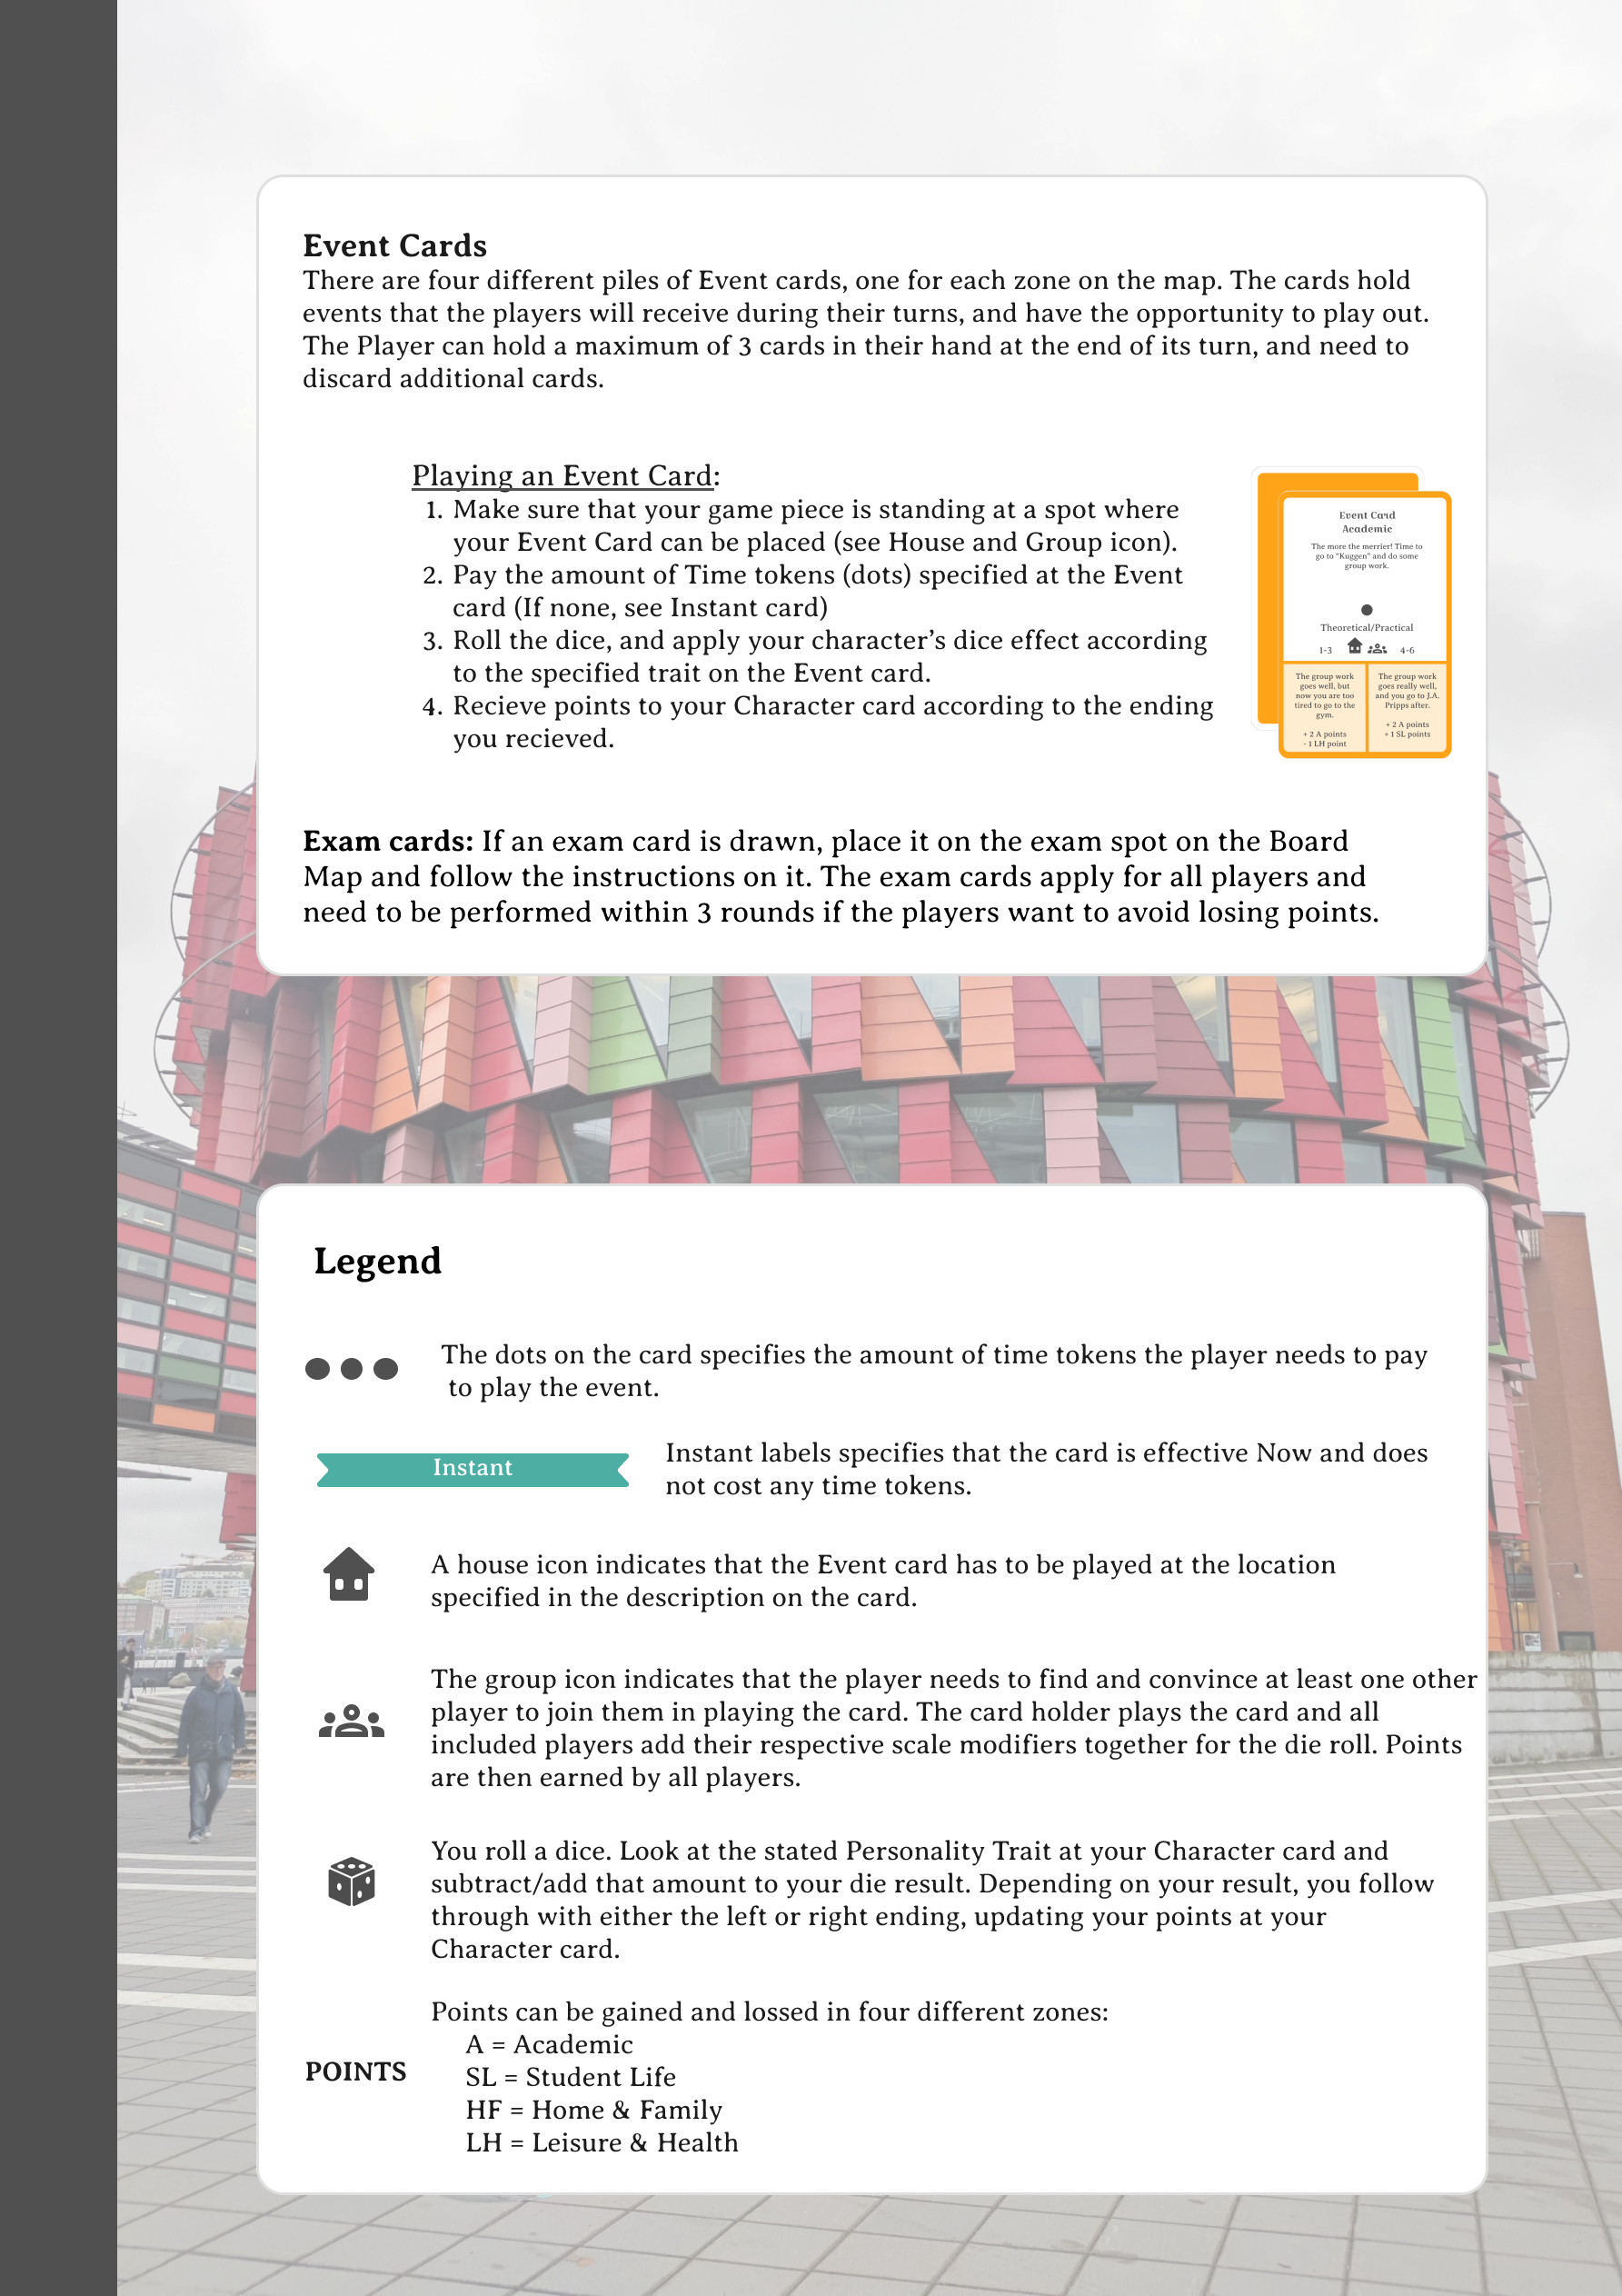 Event Cards
There are four different piles of Event cards, one for each zone on the map. The cards hold
events that the players will receive during their turns, and have the opportunity to play out.
The Player can hold a maximum of 3 cards in their hand at the end of its turn, and need to
discard additional cards.
Playing an Event Card:
1. Make sure that your game piece is standing at a spot where
your Event Card can be placed (see House and Group icon).
2. Pay the amount of Time tokens (dots) specified at the Event
card (If none, see Instant card)
3. Roll the dice, and apply your character’s dice effect according
to the specified trait on the Event card.
4. Recieve points to your Character card according to the ending
you recieved.
Event Card
Academic
The more the merrier! Time to
go to "Kuggen" and do some
group work.
Theoretical/Practical
1-3 4-6
The group work
goes well, but
now you are too
tired to go to the
gym.
+ 2 A points
- 1 LH point
The group work
goes really well,
and you go to J.A.
Pripps after.
+ 2 A points
+ 1 SL points
Exam cards: If an exam card is drawn, place it on the exam spot on the Board
Map and follow the instructions on it. The exam cards apply for all players and
need to be performed within 3 rounds if the players want to avoid losing points.
Legend
The dots on the card specifies the amount of time tokens the player needs to pay
to play the event.
Instant
Instant labels specifies that the card is effective Now and does
not cost any time tokens.
A house icon indicates that the Event card has to be played at the location
specified in the description on the card.
The group icon indicates that the player needs to find and convince at least one other
player to join them in playing the card. The card holder plays the card and all
included players add their respective scale modifiers together for the die roll. Points
are then earned by all players.
You roll a dice. Look at the stated Personality Trait at your Character card and
subtract/add that amount to your die result. Depending on your result, you follow
through with either the left or right ending, updating your points at your
Character card.
POINTS
Points can be gained and lossed in four different zones:
A = Academic
SL = Student Life
HF = Home & Family
LH = Leisure & Health